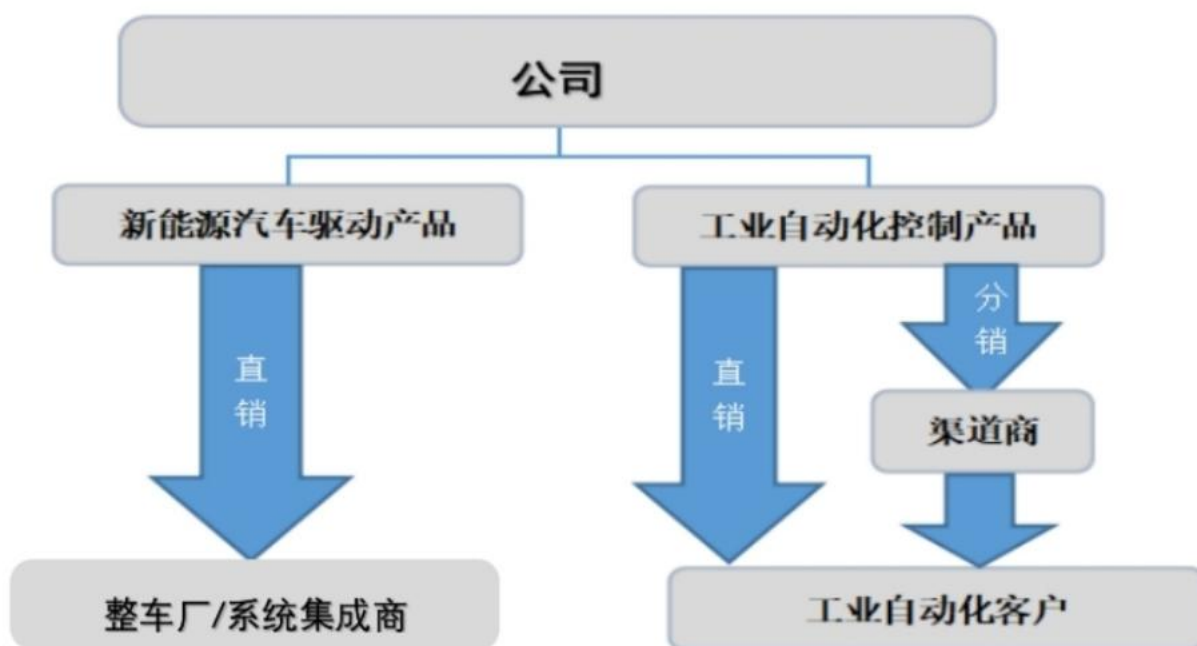 公司
新能源汽车驱动产品
工业自动化控制产品
直销
直销
分销
渠道商
整车厂/系统集成商
工业自动化客户